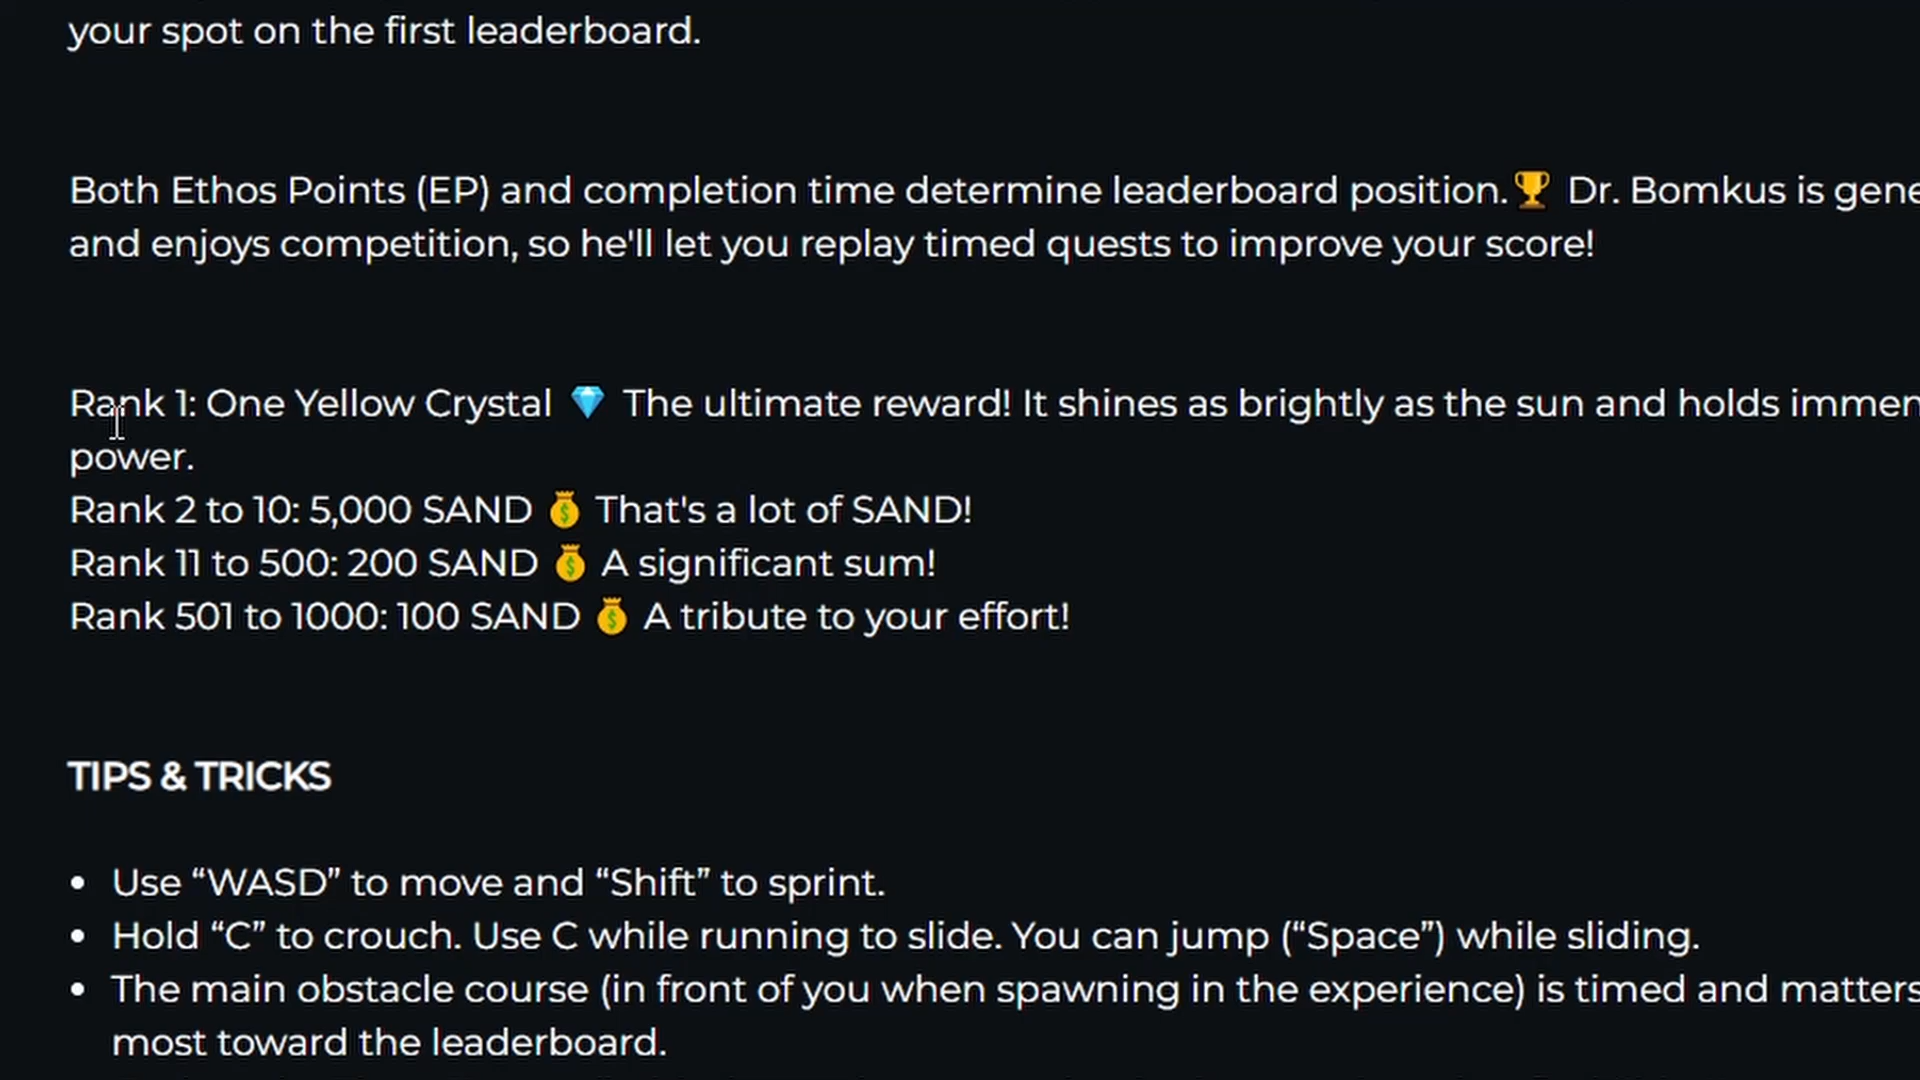 your spot on the first leaderboard.
Both Ethos Points (EP) and completion time determine leaderboard position.🏆 Dr. Bomkus is gene
and enjoys competition, so he'll let you replay timed quests to improve your score!
Rank 1: One Yellow Crystal 💎 The ultimate reward! It shines as brightly as the sun and holds immen
power.
Rank 2 to 10: 5,000 SAND 💰 That's a lot of SAND!
Rank 11 to 500: 200 SAND 💰 A significant sum!
Rank 501 to 1000: 100 SAND 💰 A tribute to your effort!
TIPS & TRICKS
• Use “WASD” to move and “Shift” to sprint.
• Hold “C” to crouch. Use C while running to slide. You can jump (“Space”) while sliding.
• The main obstacle course (in front of you when spawning in the experience) is timed and matters
most toward the leaderboard.